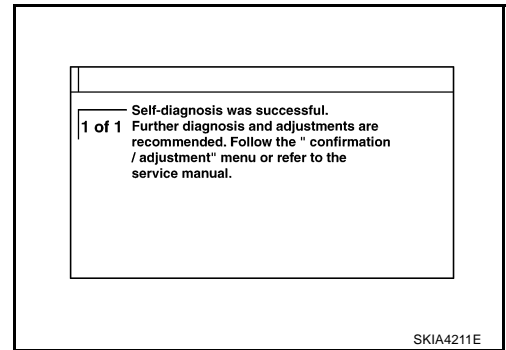 Self-diagnosis was successful.
1 of 1 Further diagnosis and adjustments are
recommended. Follow the " confirmation
/ adjustment" menu or refer to the
service manual.
SKIA4211E